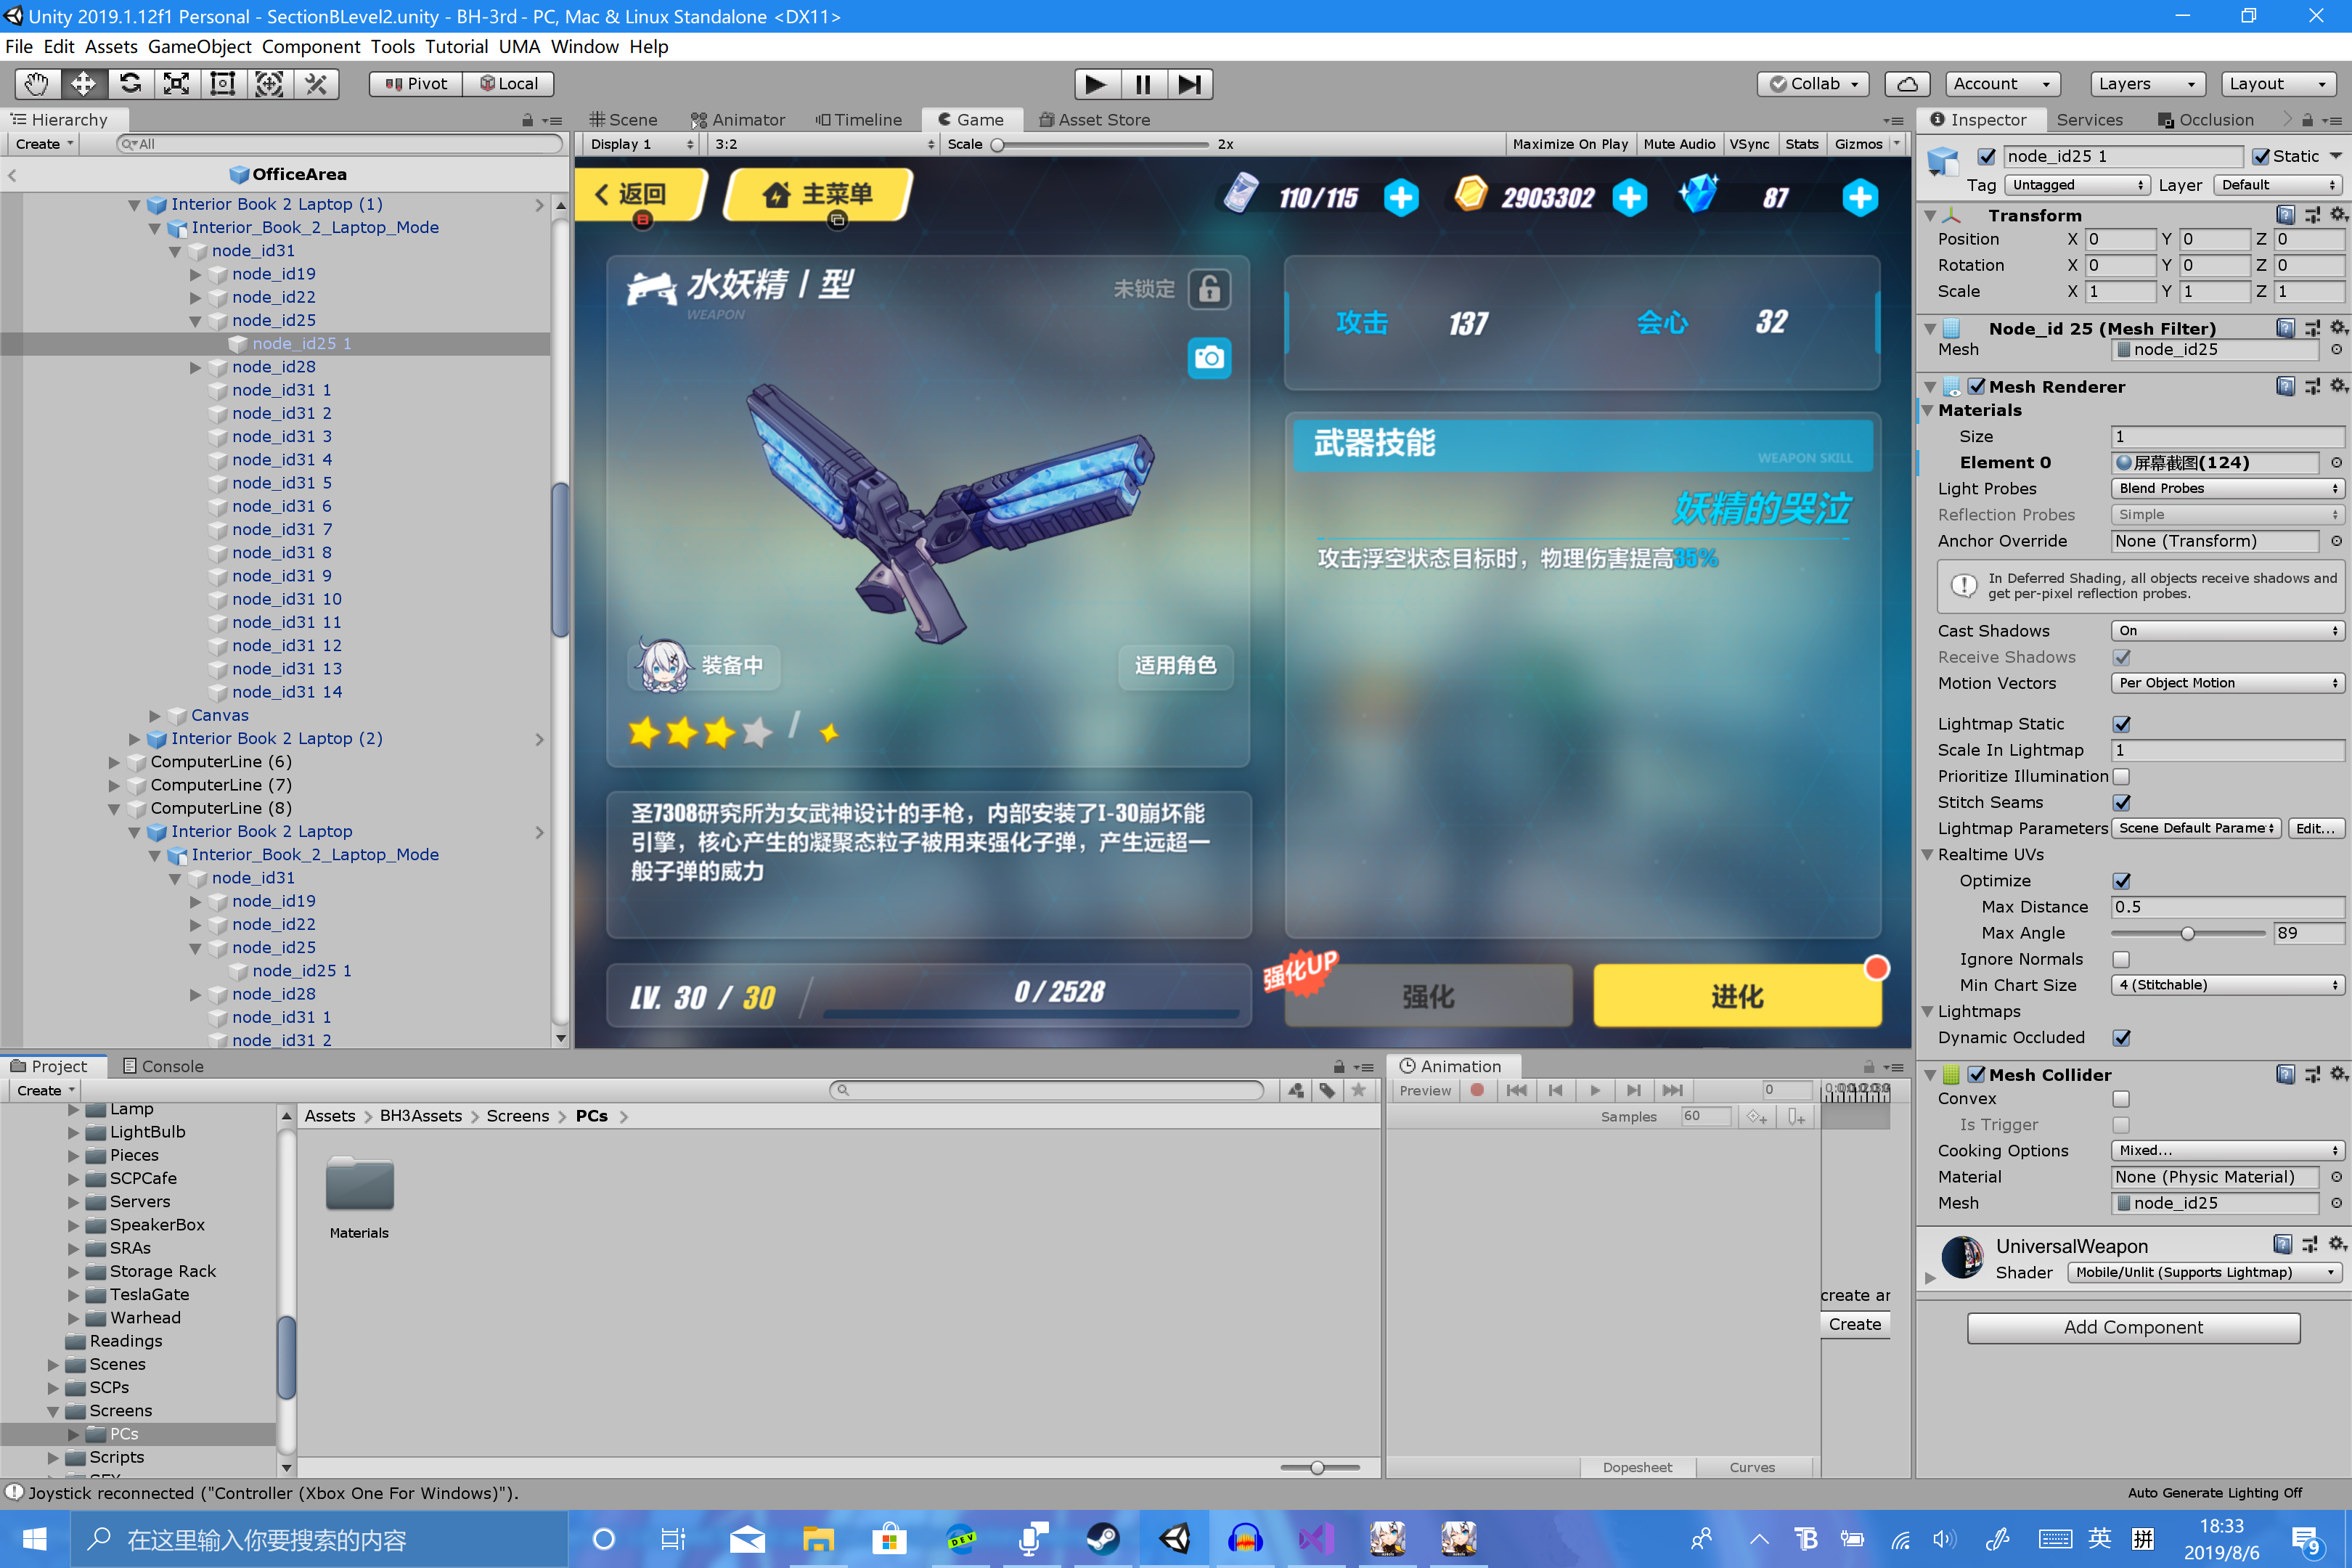 Unity 2019.1.12f1 Personal - SectionBLevel2.unity - BH-3rd - PC, Mac & Linux Standalone <DX11>
File Edit Assets GameObject Component Tools Tutorial UMA Window Help
Pivot Local
Collab Account Layers Layout
Hierarchy
Create All
OfficeArea
Interior Book 2 Laptop (1)
Interior_Book_2_Laptop_Mode
node_id31
node_id19
node_id22
node_id25
node_id25 1
node_id28
node_id31 1
node_id31 2
node_id31 3
node_id31 4
node_id31 5
node_id31 6
node_id31 7
node_id31 8
node_id31 9
node_id31 10
node_id31 11
node_id31 12
node_id31 13
node_id31 14
Canvas
Interior Book 2 Laptop (2)
ComputerLine (6)
ComputerLine (7)
ComputerLine (8)
Interior Book 2 Laptop
Interior_Book_2_Laptop_Mode
node_id31
node_id19
node_id22
node_id25
node_id25 1
node_id28
node_id31 1
node_id31 2
Scene Animator Timeline Game Asset Store
Display 1 3:2 Scale 2x Maximize On Play Mute Audio VSync Stats Gizmos
返回 主菜单 110/115 2903302 87
水妖精I型
WEAPON
未锁定
装备中
适用角色
圣7308研究所为女武神设计的手枪，内部安装了I-30崩坏能
引擎，核心产生的凝聚态粒子被用来强化子弹，产生远超一
般子弹的威力
LV. 30 / 30 0/2528
攻击 137 会心 32
武器技能
WEAPON SKILL
妖精的哭泣
攻击浮空状态目标时，物理伤害提高35%
强化UP
强化
进化
Inspector Services Occlusion
node_id25 1 Static
Tag Untagged Layer Default
Transform
Position X 0 Y 0 Z 0
Rotation X 0 Y 0 Z 0
Scale X 1 Y 1 Z 1
Node_id 25 (Mesh Filter)
Mesh node_id25
Mesh Renderer
Materials
Size 1
Element 0 屏幕截图(124)
Light Probes Blend Probes
Reflection Probes Simple
Anchor Override None (Transform)
In Deferred Shading, all objects receive shadows and
get per-pixel reflection probes.
Cast Shadows On
Receive Shadows
Motion Vectors Per Object Motion
Lightmap Static
Scale In Lightmap 1
Prioritize Illumination
Stitch Seams
Lightmap Parameters Scene Default Parame Edit...
Realtime UVs
Optimize
Max Distance 0.5
Max Angle 89
Ignore Normals
Min Chart Size 4 (Stitchable)
Lightmaps
Dynamic Occluded
Mesh Collider
Convex
Is Trigger
Cooking Options Mixed...
Material None (Physic Material)
Mesh node_id25
UniversalWeapon
Shader Mobile/Unlit (Supports Lightmap)
Add Component
Project Console
Create
Lamp
LightBulb
Pieces
SCPCafe
Servers
SpeakerBox
SRAs
Storage Rack
TeslaGate
Warhead
Readings
Scenes
SCPs
Screens
PCs
Scripts
Assets BH3Assets Screens PCs
Materials
Animation
Preview 0
Samples 60
create ar
Create
Dopesheet Curves
Joystick reconnected ("Controller (Xbox One For Windows)").
Auto Generate Lighting Off
在这里输入你要搜索的内容
DEV
英 拼
18:33
2019/8/6
9